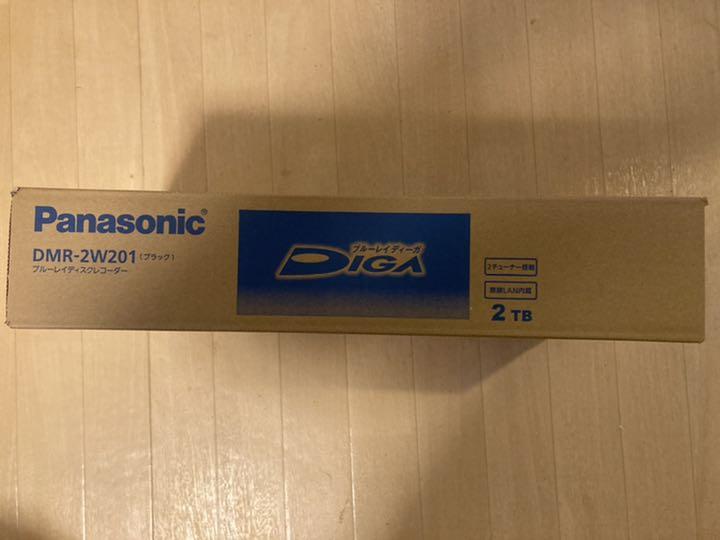 Panasonic®
DMR-2W201(ブラック)
ブルーレイディスクレコーダー
ブルーレイディーガ
DIGA
2チューナー搭載
無線LAN内蔵
2 TB